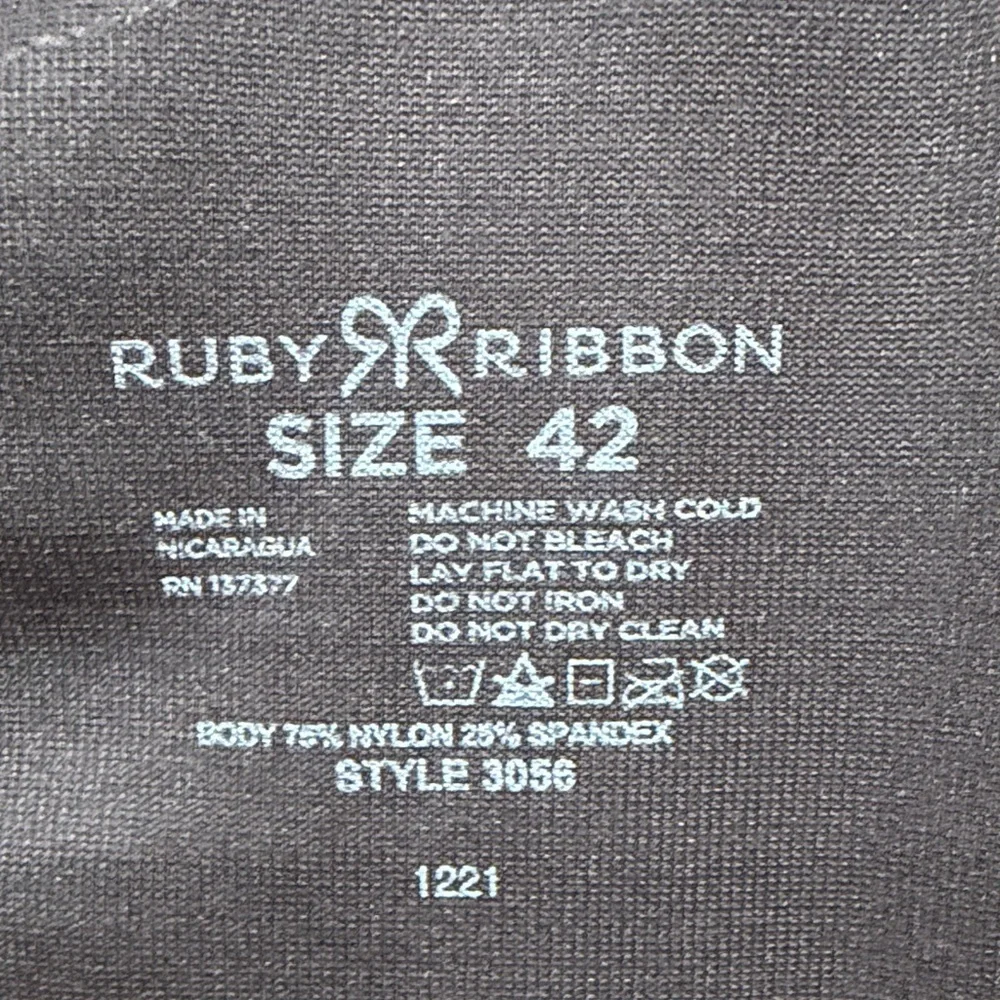 RUBY RIBBON
SIZE 42
MADE IN
NICARAGUA
RN 137377
MACHINE WASH COLD
DO NOT BLEACH
LAY FLAT TO DRY
DO NOT IRON
DO NOT DRY CLEAN
BODY 75% NYLON 25% SPANDEX
STYLE 3056
1221